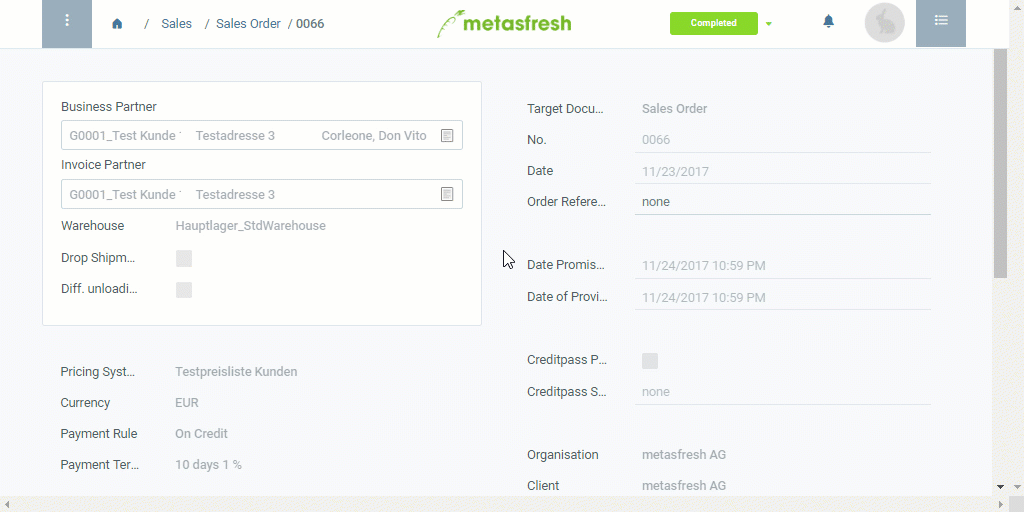 / Sales / Sales Order / 0066
metasfresh
Completed
Business Partner
G0001_Test Kunde Testadresse 3 Corleone, Don Vito
Invoice Partner
G0001_Test Kunde Testadresse 3
Warehouse Hauptlager_StdWarehouse
Drop Shipm...
Diff. unloadi...
Pricing Syst... Testpreisliste Kunden
Currency EUR
Payment Rule On Credit
Payment Ter... 10 days 1 %
Target Docu... Sales Order
No. 0066
Date 11/23/2017
Order Refere... none
Date Promis... 11/24/2017 10:59 PM
Date of Provi... 11/24/2017 10:59 PM
Creditpass P...
Creditpass S... none
Organisation metasfresh AG
Client metasfresh AG